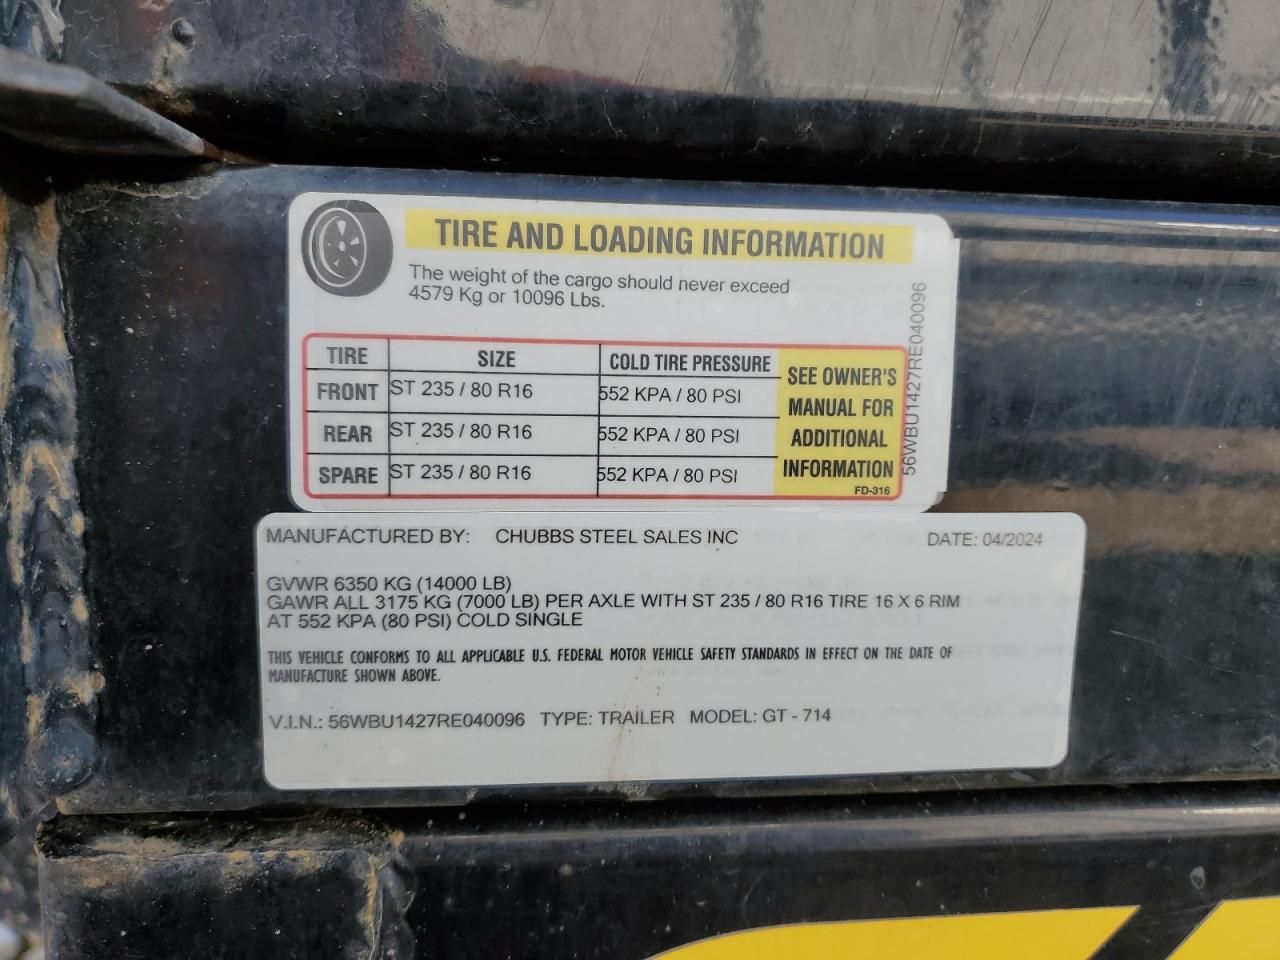 TIRE AND LOADING INFORMATION
The weight of the cargo should never exceed
4579 Kg or 10096 Lbs.
TIRE SIZE COLD TIRE PRESSURE
FRONT ST 235 / 80 R16 552 KPA / 80 PSI
REAR ST 235 / 80 R16 552 KPA / 80 PSI
SPARE ST 235 / 80 R16 552 KPA / 80 PSI
SEE OWNER'S
MANUAL FOR
ADDITIONAL
INFORMATION
FD-316
56WBU1427RE040096
MANUFACTURED BY: CHUBBS STEEL SALES INC DATE: 04/2024
GVWR 6350 KG (14000 LB)
GAWR ALL 3175 KG (7000 LB) PER AXLE WITH ST 235 / 80 R16 TIRE 16 X 6 RIM
AT 552 KPA (80 PSI) COLD SINGLE
THIS VEHICLE CONFORMS TO ALL APPLICABLE U.S. FEDERAL MOTOR VEHICLE SAFETY STANDARDS IN EFFECT ON THE DATE OF
MANUFACTURE SHOWN ABOVE.
V.I.N.: 56WBU1427RE040096 TYPE: TRAILER MODEL: GT - 714